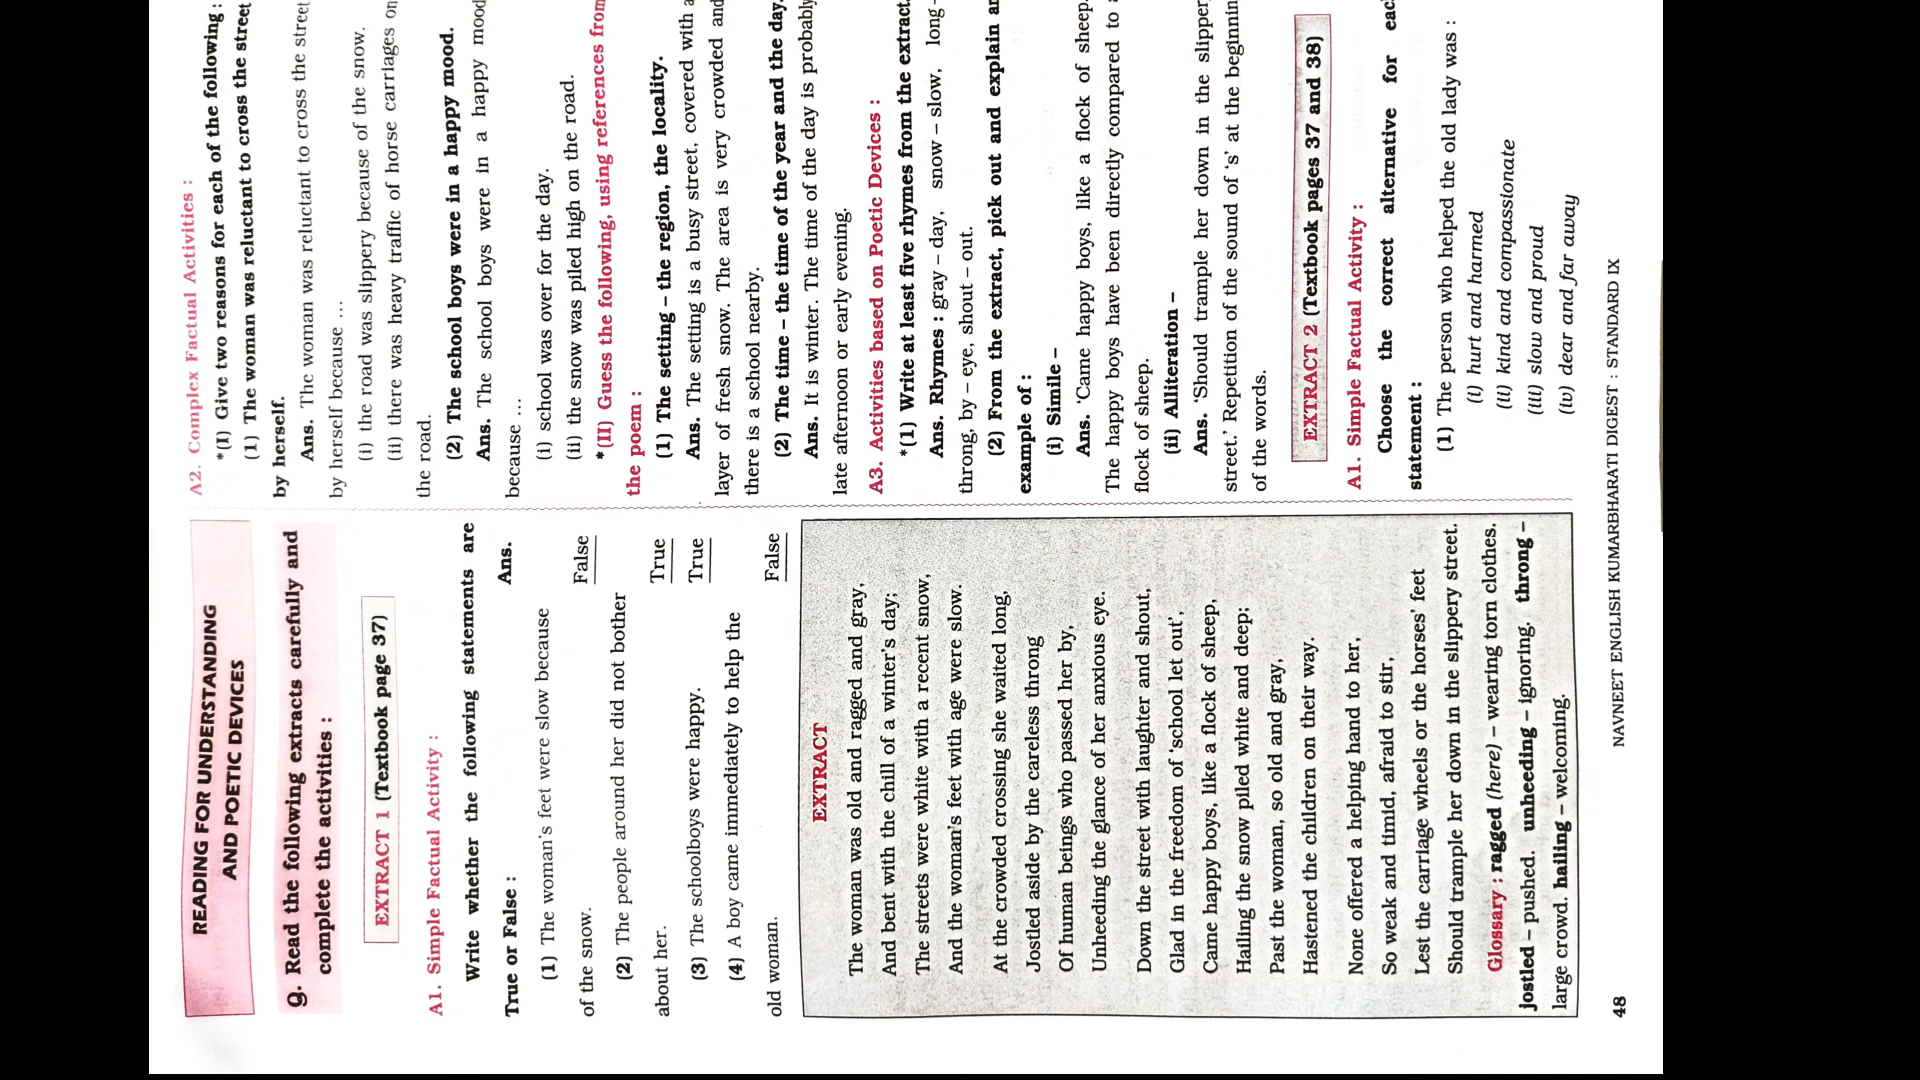 READING FOR UNDERSTANDING
AND POETIC DEVICES
Q. Read the following extracts carefully and
complete the activities :
EXTRACT 1 (Textbook page 37)
A1. Simple Factual Activity :
Write whether the following statements are
True or False : Ans.
(1) The woman's feet were slow because
of the snow. False
(2) The people around her did not bother
about her. True
(3) The schoolboys were happy. True
(4) A boy came immediately to help the
old woman. False
EXTRACT
The woman was old and ragged and gray,
And bent with the chill of a winter's day;
The streets were white with a recent snow,
And the woman's feet with age were slow.
At the crowded crossing she waited long,
Jostled aside by the careless throng
Of human beings who passed her by,
Unheeding the glance of her anxious eye.
Down the street with laughter and shout,
Glad in the freedom of 'school let out',
Came happy boys, like a flock of sheep,
Hailing the snow piled white and deep;
Past the woman, so old and gray,
Hastened the children on their way.
None offered a helping hand to her,
So weak and timid, afraid to stir,
Lest the carriage wheels or the horses' feet
Should trample her down in the slippery street.
Glossary : ragged (here) – wearing torn clothes.
jostled – pushed. unheeding – ignoring. throng –
large crowd. hailing – welcoming.
48
A2. Complex Factual Activities :
*(I) Give two reasons for each of the following :
(1) The woman was reluctant to cross the street
by herself.
Ans. The woman was reluctant to cross the street
by herself because ...
(i) the road was slippery because of the snow.
(ii) there was heavy traffic of horse carriages on
the road.
(2) The school boys were in a happy mood.
Ans. The school boys were in a happy mood
because ...
(i) school was over for the day.
(ii) the snow was piled high on the road.
*(II) Guess the following, using references from
the poem :
(1) The setting – the region, the locality.
Ans. The setting is a busy street, covered with a
layer of fresh snow. The area is very crowded and
there is a school nearby.
(2) The time – the time of the year and the day.
Ans. It is winter. The time of the day is probably
late afternoon or early evening.
A3. Activities based on Poetic Devices :
*(1) Write at least five rhymes from the extract.
Ans. Rhymes : gray – day, snow – slow, long –
throng, by – eye, shout – out.
(2) From the extract, pick out and explain an
example of :
(i) Simile –
Ans. 'Came happy boys, like a flock of sheep.
The happy boys have been directly compared to a
flock of sheep.
(ii) Alliteration –
Ans. 'Should trample her down in the slippery
street.' Repetition of the sound of 's' at the beginnin
of the words.
EXTRACT 2 (Textbook pages 37 and 38)
A1. Simple Factual Activity :
Choose the correct alternative for eac
statement :
(1) The person who helped the old lady was :
(i) hurt and harmed
(ii) kind and compassionate
(iii) slow and proud
(iv) dear and far away
NAVNEET ENGLISH KUMARBHARATI DIGEST : STANDARD IX